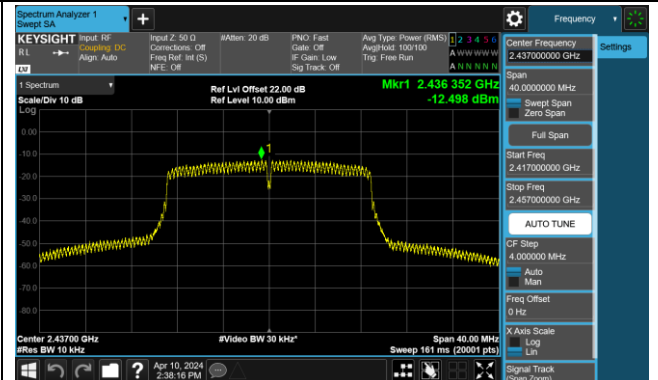 Spectrum Analyzer 1
Swept SA
Frequency
KEYSIGHT
RL
LXI
Input: RF
Coupling: DC
Align: Auto
Input Z: 50 Ω
Corrections: Off
Freq Ref: Int (S)
NFE: Off
#Atten: 20 dB
PNO: Fast
Gate: Off
IF Gain: Low
Sig Track: Off
Avg Type: Power (RMS)
Avg|Hold: 100/100
Trig: Free Run
1 2 3 4 5 6
A W W W W W
A N N N N N
1 Spectrum
Scale/Div 10 dB
Log
Ref Lvl Offset 22.00 dB
Ref Level 10.00 dBm
Mkr1 2.436 352 GHz
-12.498 dBm
0.00
-10.0
-20.0
-30.0
-40.0
-50.0
-60.0
-70.0
-80.0
1
Center 2.43700 GHz
#Res BW 10 kHz
#Video BW 30 kHz*
Span 40.00 MHz
Sweep 161 ms (20001 pts)
Center Frequency
2.437000000 GHz
Settings
Span
40.0000000 MHz
Swept Span
Zero Span
Full Span
Start Freq
2.417000000 GHz
Stop Freq
2.457000000 GHz
AUTO TUNE
CF Step
4.000000 MHz
Auto
Man
Freq Offset
0 Hz
X Axis Scale
Log
Lin
Signal Track
(Span Zoom)
?
Apr 10, 2024
2:38:16 PM